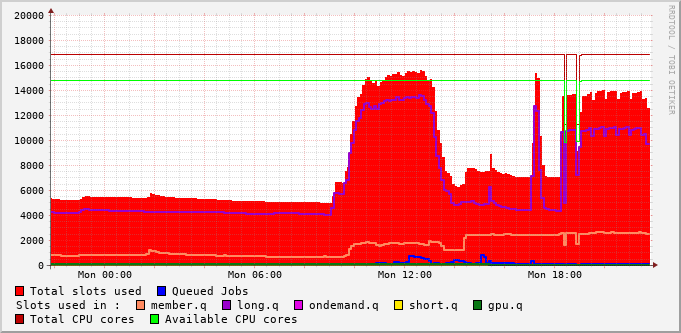 20000
18000
16000
14000
12000
10000
8000
6000
4000
2000
0
Mon 00:00 Mon 06:00 Mon 12:00 Mon 18:00
Total slots used Queued Jobs
Slots used in : member.q long.q ondemand.q short.q gpu.q
Total CPU cores Available CPU cores
RRDTOOL / TOBI OETIKER